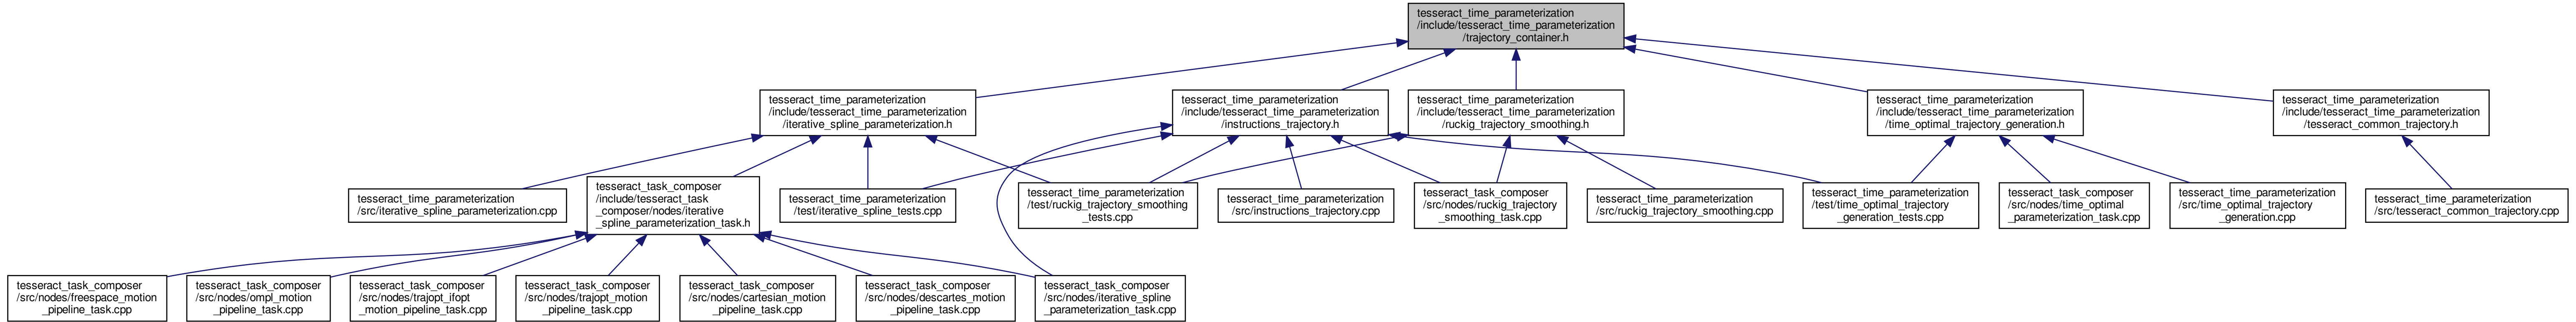 tesseract_time_parameterization
/include/tesseract_time_parameterization
/trajectory_container.h
tesseract_time_parameterization
/include/tesseract_time_parameterization
/iterative_spline_parameterization.h
tesseract_time_parameterization
/include/tesseract_time_parameterization
/instructions_trajectory.h
tesseract_time_parameterization
/include/tesseract_time_parameterization
/ruckig_trajectory_smoothing.h
tesseract_time_parameterization
/include/tesseract_time_parameterization
/time_optimal_trajectory_generation.h
tesseract_time_parameterization
/include/tesseract_time_parameterization
/tesseract_common_trajectory.h
tesseract_time_parameterization
/src/iterative_spline_parameterization.cpp
tesseract_task_composer
/include/tesseract_task
_composer/nodes/iterative
_spline_parameterization_task.h
tesseract_time_parameterization
/test/iterative_spline_tests.cpp
tesseract_time_parameterization
/test/ruckig_trajectory_smoothing
_tests.cpp
tesseract_time_parameterization
/src/instructions_trajectory.cpp
tesseract_task_composer
/src/nodes/ruckig_trajectory
_smoothing_task.cpp
tesseract_time_parameterization
/src/ruckig_trajectory_smoothing.cpp
tesseract_time_parameterization
/test/time_optimal_trajectory
_generation_tests.cpp
tesseract_task_composer
/src/nodes/time_optimal
_parameterization_task.cpp
tesseract_time_parameterization
/src/time_optimal_trajectory
_generation.cpp
tesseract_time_parameterization
/src/tesseract_common_trajectory.cpp
tesseract_task_composer
/src/nodes/freespace_motion
_pipeline_task.cpp
tesseract_task_composer
/src/nodes/ompl_motion
_pipeline_task.cpp
tesseract_task_composer
/src/nodes/trajopt_ifopt
_motion_pipeline_task.cpp
tesseract_task_composer
/src/nodes/trajopt_motion
_pipeline_task.cpp
tesseract_task_composer
/src/nodes/cartesian_motion
_pipeline_task.cpp
tesseract_task_composer
/src/nodes/descartes_motion
_pipeline_task.cpp
tesseract_task_composer
/src/nodes/iterative_spline
_parameterization_task.cpp